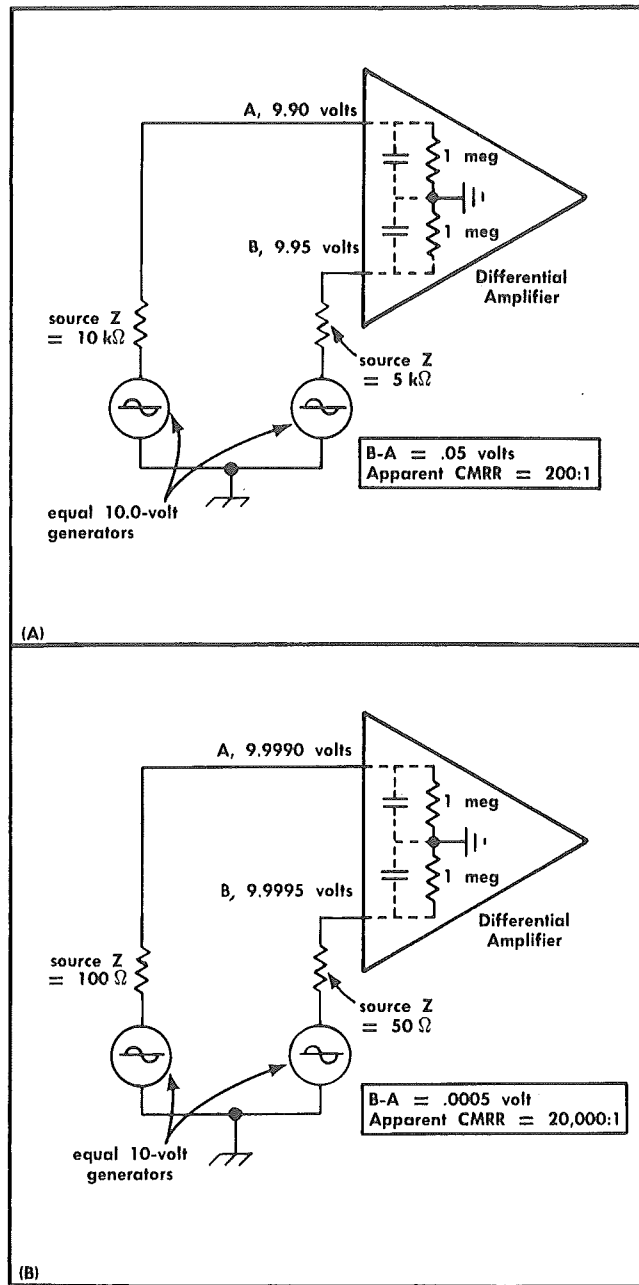 A, 9.90 volts
1 meg
B, 9.95 volts
1 meg
Differential
Amplifier
source Z
= 10 kΩ
source Z
= 5 kΩ
B-A = .05 volts
Apparent CMRR = 200:1
equal 10.0-volt
generators
(A)
A, 9.9990 volts
1 meg
B, 9.9995 volts
1 meg
Differential
Amplifier
source Z
= 100 Ω
source Z
= 50 Ω
B-A = .0005 volt
Apparent CMRR = 20,000:1
equal 10-volt
generators
(B)